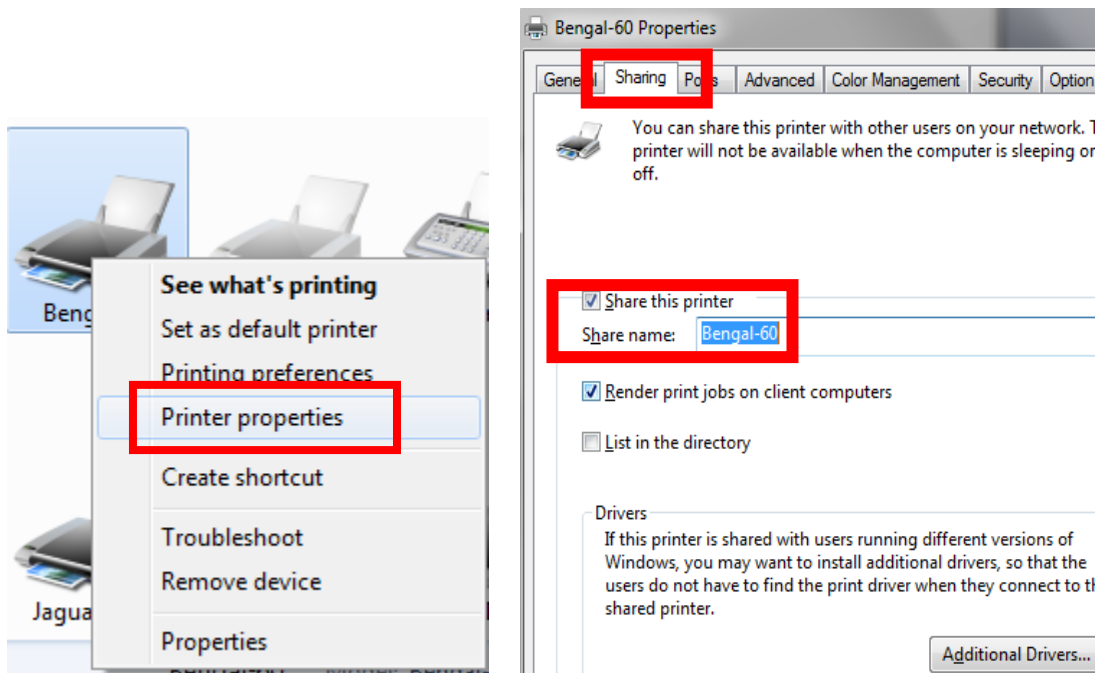 See what's printing
Set as default printer
Printing preferences
Printer properties
Create shortcut
Troubleshoot
Remove device
Properties
Bengal-60 Properties
Sharing
Advanced
Color Management
Security
Option
You can share this printer with other users on your network. T
printer will not be available when the computer is sleeping or
off.
Share this printer
Share name:
Bengal-60
Render print jobs on client computers
List in the directory
Drivers
If this printer is shared with users running different versions of
Windows, you may want to install additional drivers, so that the
users do not have to find the print driver when they connect to th
shared printer.
Additional Drivers...